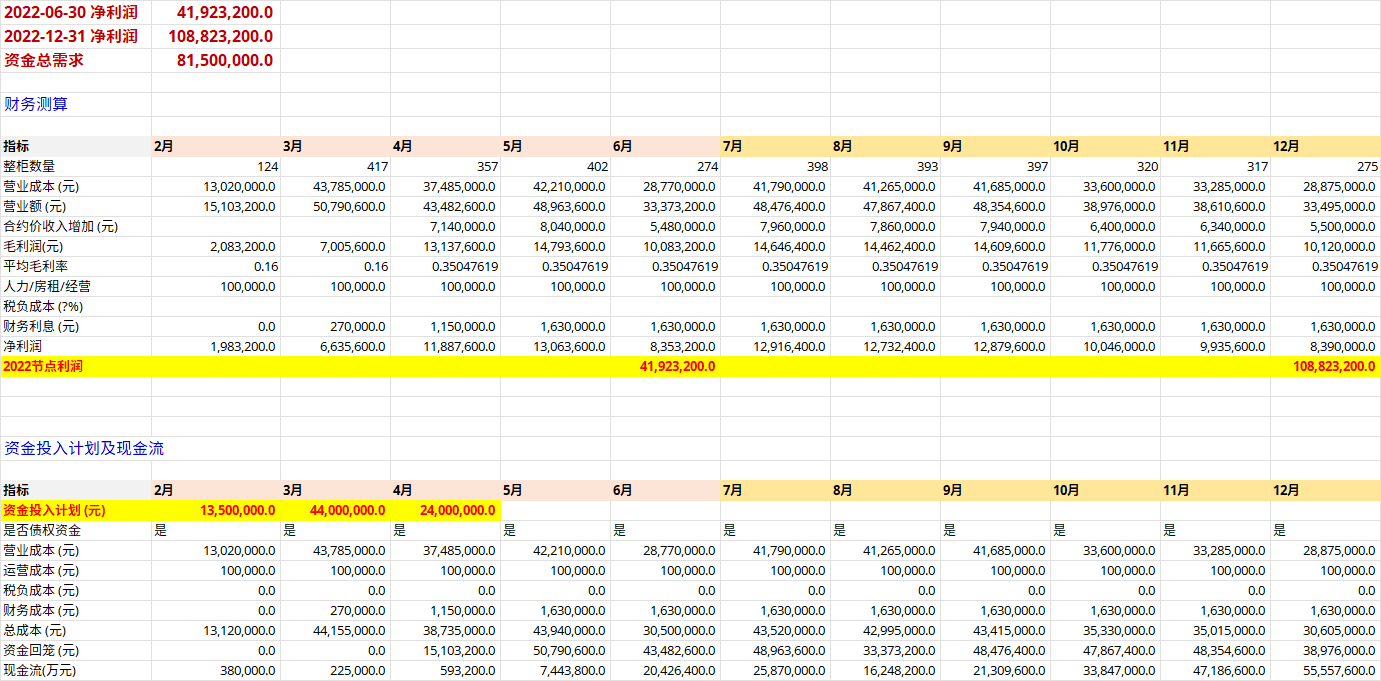 2022-06-30 净利润 41,923,200.0
2022-12-31 净利润 108,823,200.0
资金总需求 81,500,000.0
财务测算
指标 2月 3月 4月 5月 6月 7月 8月 9月 10月 11月 12月
整柜数量 124 417 357 402 274 398 393 397 320 317 275
营业成本 (元) 13,020,000.0 43,785,000.0 37,485,000.0 42,210,000.0 28,770,000.0 41,790,000.0 41,265,000.0 41,685,000.0 33,600,000.0 33,285,000.0 28,875,000.0
营业额 (元) 15,103,200.0 50,790,600.0 43,482,600.0 48,963,600.0 33,373,200.0 48,476,400.0 47,867,400.0 48,354,600.0 38,976,000.0 38,610,600.0 33,495,000.0
合约价收入增加 (元) 7,140,000.0 8,040,000.0 5,480,000.0 7,960,000.0 7,860,000.0 7,940,000.0 6,400,000.0 6,340,000.0 5,500,000.0
毛利润(元) 2,083,200.0 7,005,600.0 13,137,600.0 14,793,600.0 10,083,200.0 14,646,400.0 14,462,400.0 14,609,600.0 11,776,000.0 11,665,600.0 10,120,000.0
平均毛利率 0.16 0.16 0.35047619 0.35047619 0.35047619 0.35047619 0.35047619 0.35047619 0.35047619 0.35047619 0.35047619
人力/房租/经营 100,000.0 100,000.0 100,000.0 100,000.0 100,000.0 100,000.0 100,000.0 100,000.0 100,000.0 100,000.0 100,000.0
税负成本 (?%)
财务利息 (元) 0.0 270,000.0 1,150,000.0 1,630,000.0 1,630,000.0 1,630,000.0 1,630,000.0 1,630,000.0 1,630,000.0 1,630,000.0 1,630,000.0
净利润 1,983,200.0 6,635,600.0 11,887,600.0 13,063,600.0 8,353,200.0 12,916,400.0 12,732,400.0 12,879,600.0 10,046,000.0 9,935,600.0 8,390,000.0
2022节点利润 41,923,200.0 108,823,200.0
资金投入计划及现金流
指标 2月 3月 4月 5月 6月 7月 8月 9月 10月 11月 12月
资金投入计划 (元) 13,500,000.0 44,000,000.0 24,000,000.0
是否债权资金 是 是 是 是 是 是 是 是 是 是 是
营业成本 (元) 13,020,000.0 43,785,000.0 37,485,000.0 42,210,000.0 28,770,000.0 41,790,000.0 41,265,000.0 41,685,000.0 33,600,000.0 33,285,000.0 28,875,000.0
运营成本 (元) 100,000.0 100,000.0 100,000.0 100,000.0 100,000.0 100,000.0 100,000.0 100,000.0 100,000.0 100,000.0 100,000.0
税负成本 (元) 0.0 0.0 0.0 0.0 0.0 0.0 0.0 0.0 0.0 0.0 0.0
财务成本 (元) 0.0 270,000.0 1,150,000.0 1,630,000.0 1,630,000.0 1,630,000.0 1,630,000.0 1,630,000.0 1,630,000.0 1,630,000.0 1,630,000.0
总成本 (元) 13,120,000.0 44,155,000.0 38,735,000.0 43,940,000.0 30,500,000.0 43,520,000.0 42,995,000.0 43,415,000.0 35,330,000.0 35,015,000.0 30,605,000.0
资金回笼 (元) 0.0 0.0 15,103,200.0 50,790,600.0 43,482,600.0 48,963,600.0 33,373,200.0 48,476,400.0 47,867,400.0 48,354,600.0 38,976,000.0
现金流(万元) 380,000.0 225,000.0 593,200.0 7,443,800.0 20,426,400.0 25,870,000.0 16,248,200.0 21,309,600.0 33,847,000.0 47,186,600.0 55,557,600.0